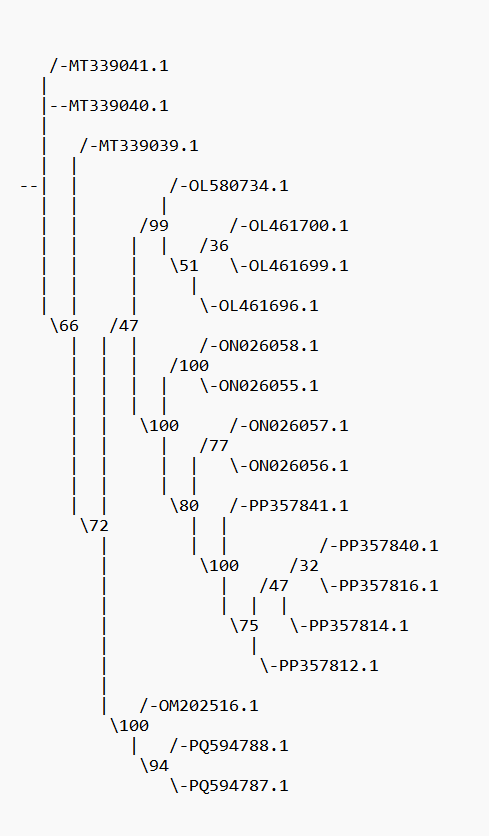 /-MT339041.1
|
|--MT339040.1
|
|  /-MT339039.1
|  |
--|  |         /-OL580734.1
|  |         |
|  |      /99      /-OL461700.1
|  |      |  |   /36
|  |      |   \51   \-OL461699.1
|  |      |     |
|  |      |      \-OL461696.1
\66   /47
|  |  |      /-ON026058.1
|  |  |   /100
|  |  |  |   \-ON026055.1
|  |  |  |
|  |   \100     /-ON026057.1
|  |     |   /77
|  |     |  |   \-ON026056.1
|  |     |  |
|  |      \80   /-PP357841.1
\72         |  |
|         |  |         /-PP357840.1
|          \100     /32
|            |   /47   \-PP357816.1
|            |  |  |
|             \75   \-PP357814.1
|               |
|                \-PP357812.1
|
|   /-OM202516.1
\100
|   /-PQ594788.1
\94
\-PQ594787.1